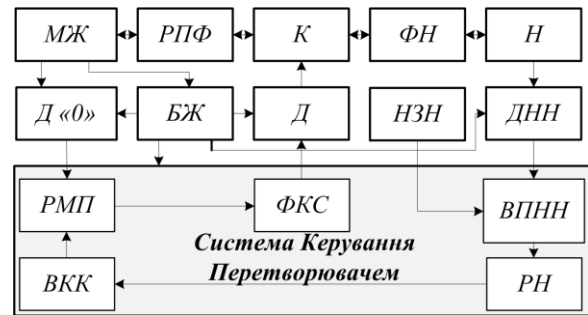 МЖ РПФ К ФН Н
Д «0» БЖ Д НЗН ДНН
РМП ФКС ВПНН
Система Керування
Перетворювачем
ВКК РН